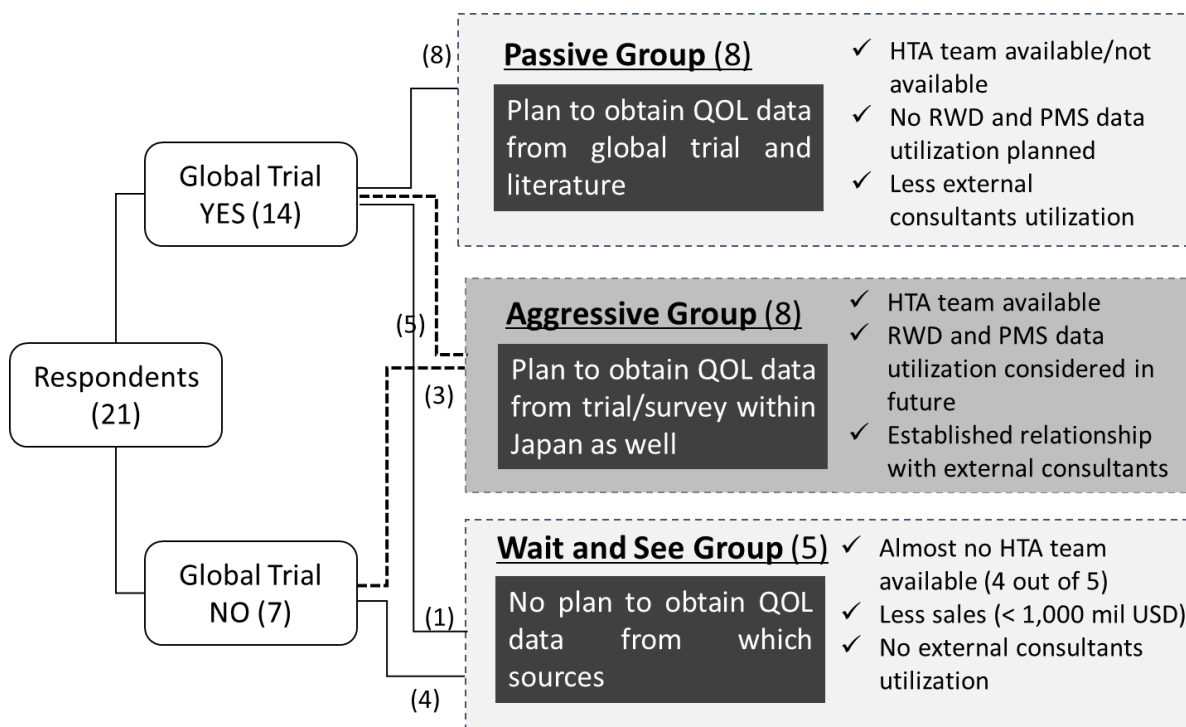 Respondents
(21)
Global Trial
YES (14)
Global Trial
NO (7)
(8)
(5)
(3)
(1)
(4)
Passive Group (8)
Plan to obtain QOL data
from global trial and
literature
✓ HTA team available/not
available
✓ No RWD and PMS data
utilization planned
✓ Less external
consultants utilization
Aggressive Group (8)
Plan to obtain QOL data
from trial/survey within
Japan as well
✓ HTA team available
✓ RWD and PMS data
utilization considered in
future
✓ Established relationship
with external consultants
Wait and See Group (5)
No plan to obtain QOL
data from which
sources
✓ Almost no HTA team
available (4 out of 5)
✓ Less sales (< 1,000 mil USD)
✓ No external consultants
utilization